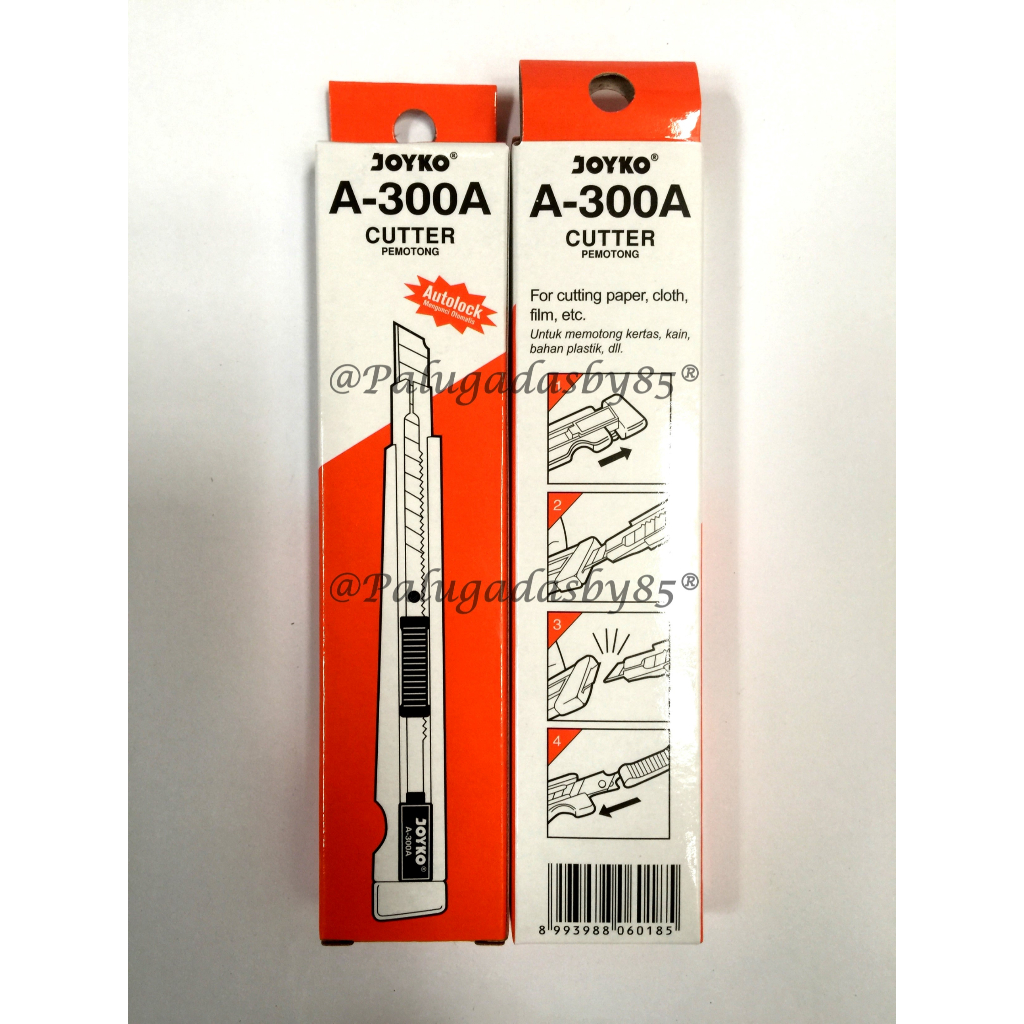 JOYKO®
A-300A
CUTTER
PEMOTONG
Autolock
Mengunci Otomatis
JOYKO®
A-300A
JOYKO®
A-300A
CUTTER
PEMOTONG
For cutting paper, cloth,
film, etc.
Untuk memotong kertas, kain,
bahan plastik, dll.
@Palugadasby85®
2
@Palugadasby85®
3
4
8 993988 060185